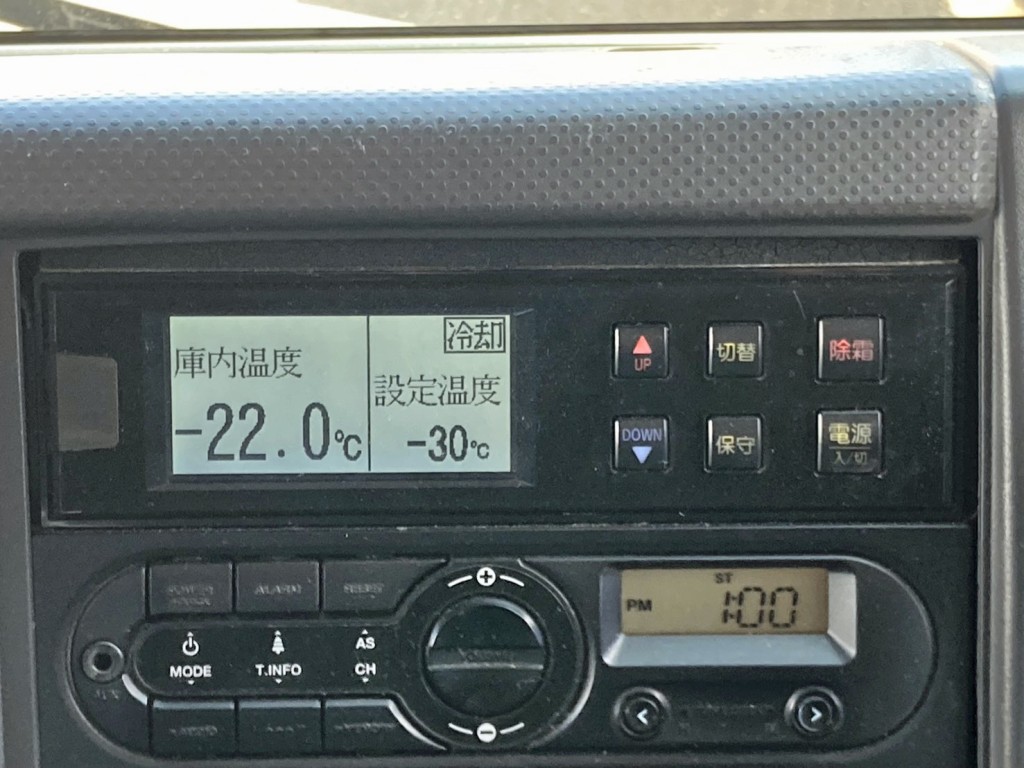 冷却
庫内温度
設定温度
-22.0℃
-30℃
UP
切替
除霜
DOWN
保守
電源
入/切
ALARM
ST
PM 1:00
MODE
T.INFO
AS
CH